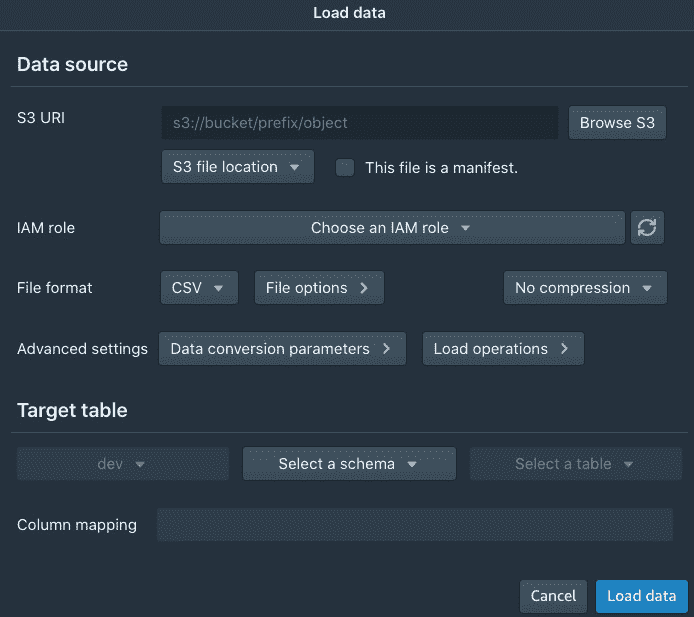 Load data
Data source
S3 URI
s3://bucket/prefix/object
Browse S3
S3 file location
This file is a manifest.
IAM role
Choose an IAM role
File format
CSV
File options
No compression
Advanced settings
Data conversion parameters
Load operations
Target table
dev
Select a schema
Select a table
Column mapping
Cancel
Load data